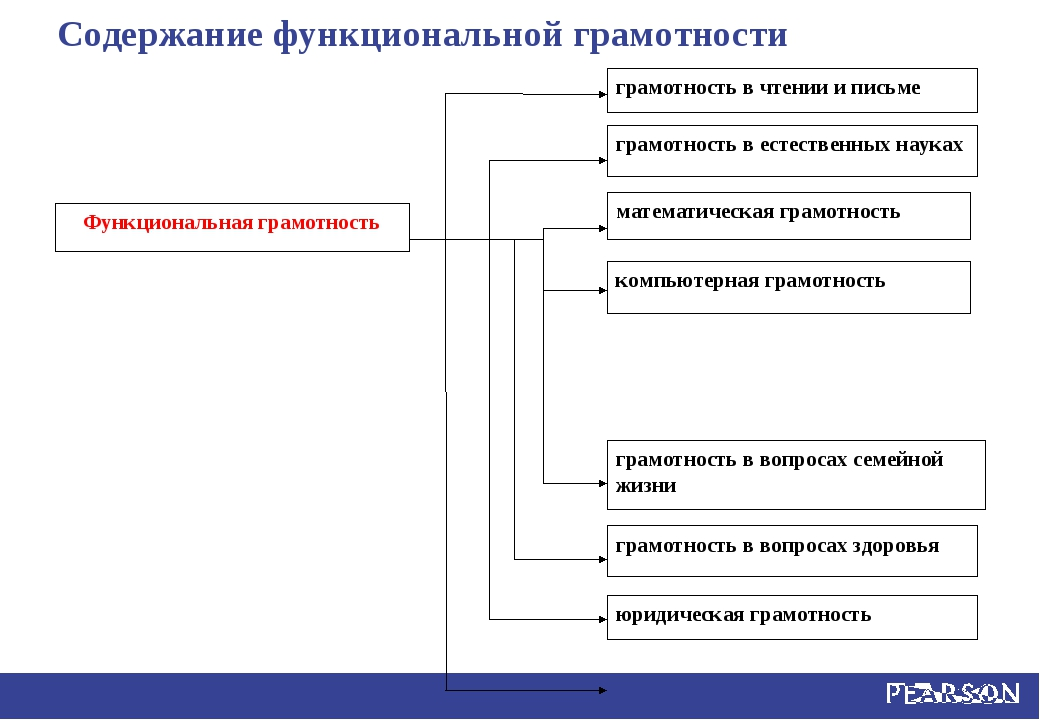 Содержание функциональной грамотности
грамотность в чтении и письме
грамотность в естественных науках
Функциональная грамотность
математическая грамотность
компьютерная грамотность
грамотность в вопросах семейной
жизни
грамотность в вопросах здоровья
юридическая грамотность
PEARSON